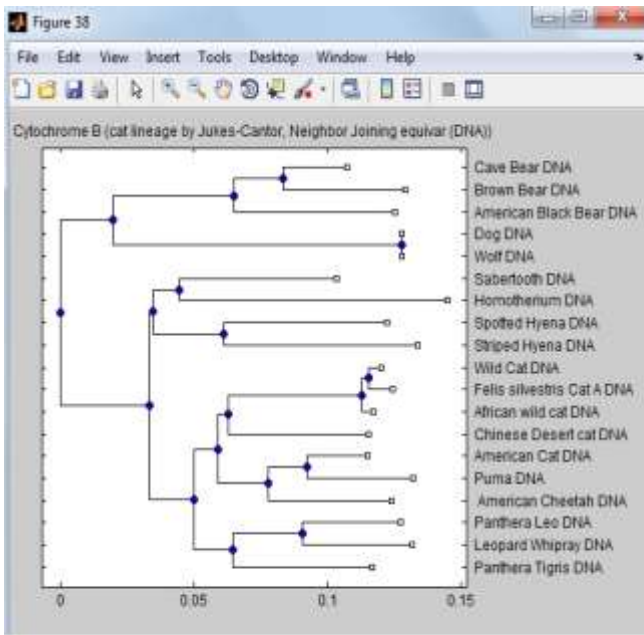 Figure 38
File Edit View Insert Tools Desktop Window Help
Cytochrome B (cat lineage by Jukes-Cantor, Neighbor Joining equivar (DNA))
Cave Bear DNA
Brown Bear DNA
American Black Bear DNA
Dog DNA
Wolf DNA
Sabertooth DNA
Homotherium DNA
Spotted Hyena DNA
Striped Hyena DNA
Wild Cat DNA
Felis silvestris Cat A DNA
African wild cat DNA
Chinese Desert cat DNA
American Cat DNA
Puma DNA
American Cheetah DNA
Panthera Leo DNA
Leopard Whipray DNA
Panthera Tigris DNA
0 0.05 0.1 0.15